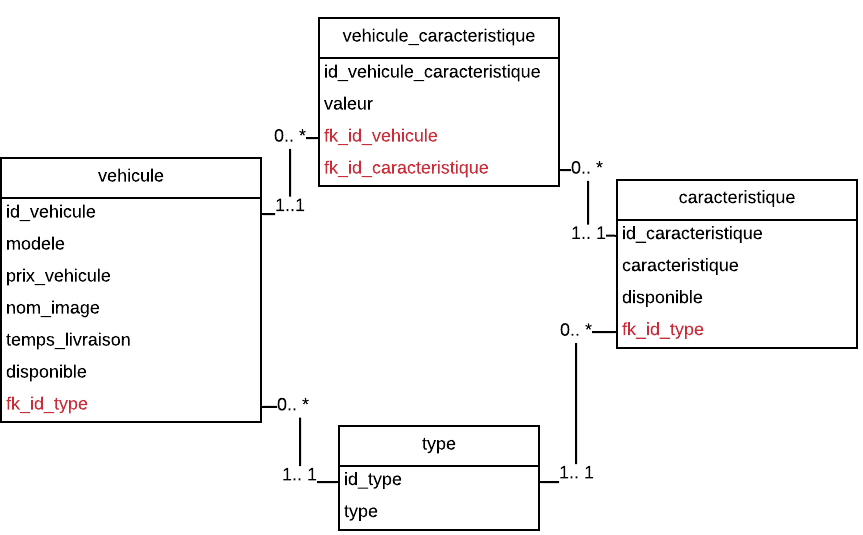 vehicule_caracteristique
id_vehicule_caracteristique
valeur
fk_id_vehicule
fk_id_caracteristique
0.. *
1..1
0.. *
1.. 1
vehicule
id_vehicule
modele
prix_vehicule
nom_image
temps_livraison
disponible
fk_id_type
caracteristique
id_caracteristique
caracteristique
disponible
fk_id_type
0.. *
1.. 1
0.. *
1.. 1
type
id_type
type